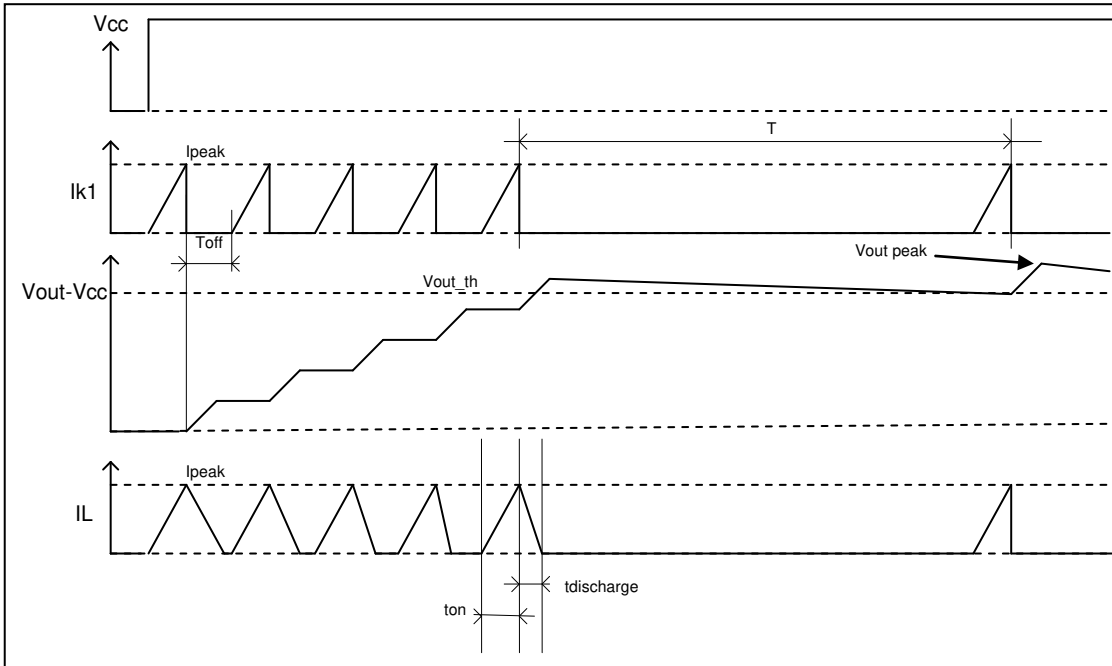 Vcc
T
Ipeak
Ik1
Toff
Vout peak
Vout_th
Vout-Vcc
Ipeak
IL
tdischarge
ton